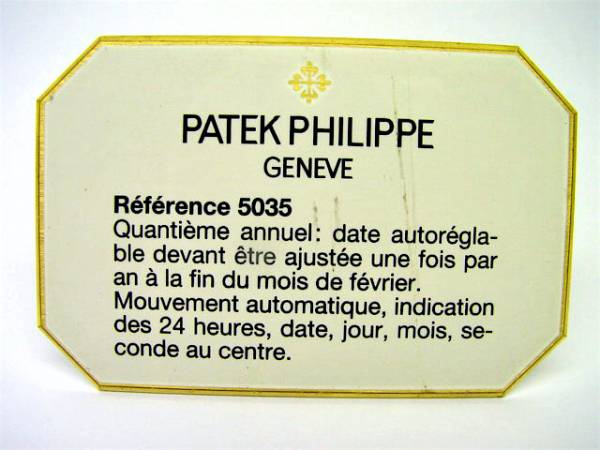 PATEK PHILIPPE
GENEVE
Référence 5035
Quantième annuel: date autorégla-
ble devant être ajustée une fois par
an à la fin du mois de février.
Mouvement automatique, indication
des 24 heures, date, jour, mois, se-
conde au centre.